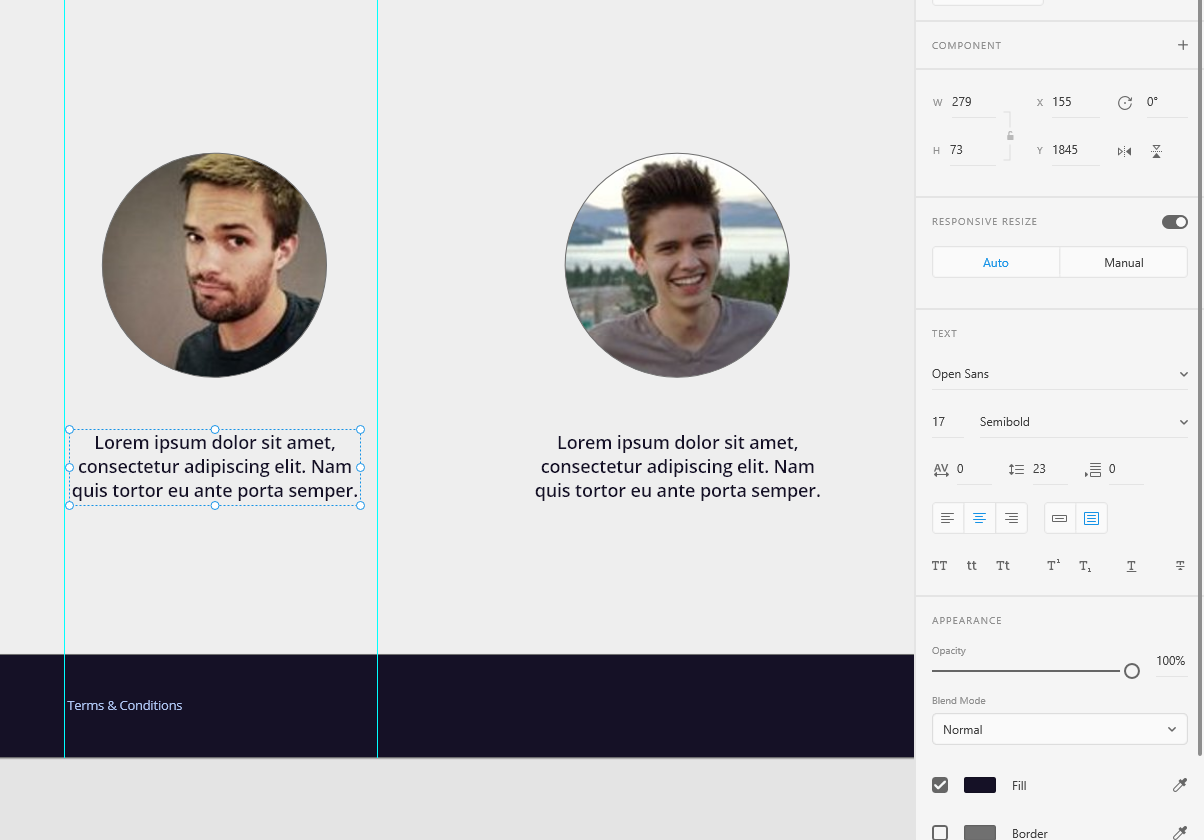 Lorem ipsum dolor sit amet,
consectetur adipiscing elit. Nam
quis tortor eu ante porta semper.
Lorem ipsum dolor sit amet,
consectetur adipiscing elit. Nam
quis tortor eu ante porta semper.
Terms & Conditions
COMPONENT
W 279 X 155 0°
H 73 Y 1845
RESPONSIVE RESIZE
Auto Manual
TEXT
Open Sans
17 Semibold
AV 0 23 0
TT tt Tt T¹ T₁ T T
APPEARANCE
Opacity
100%
Blend Mode
Normal
Fill
Border